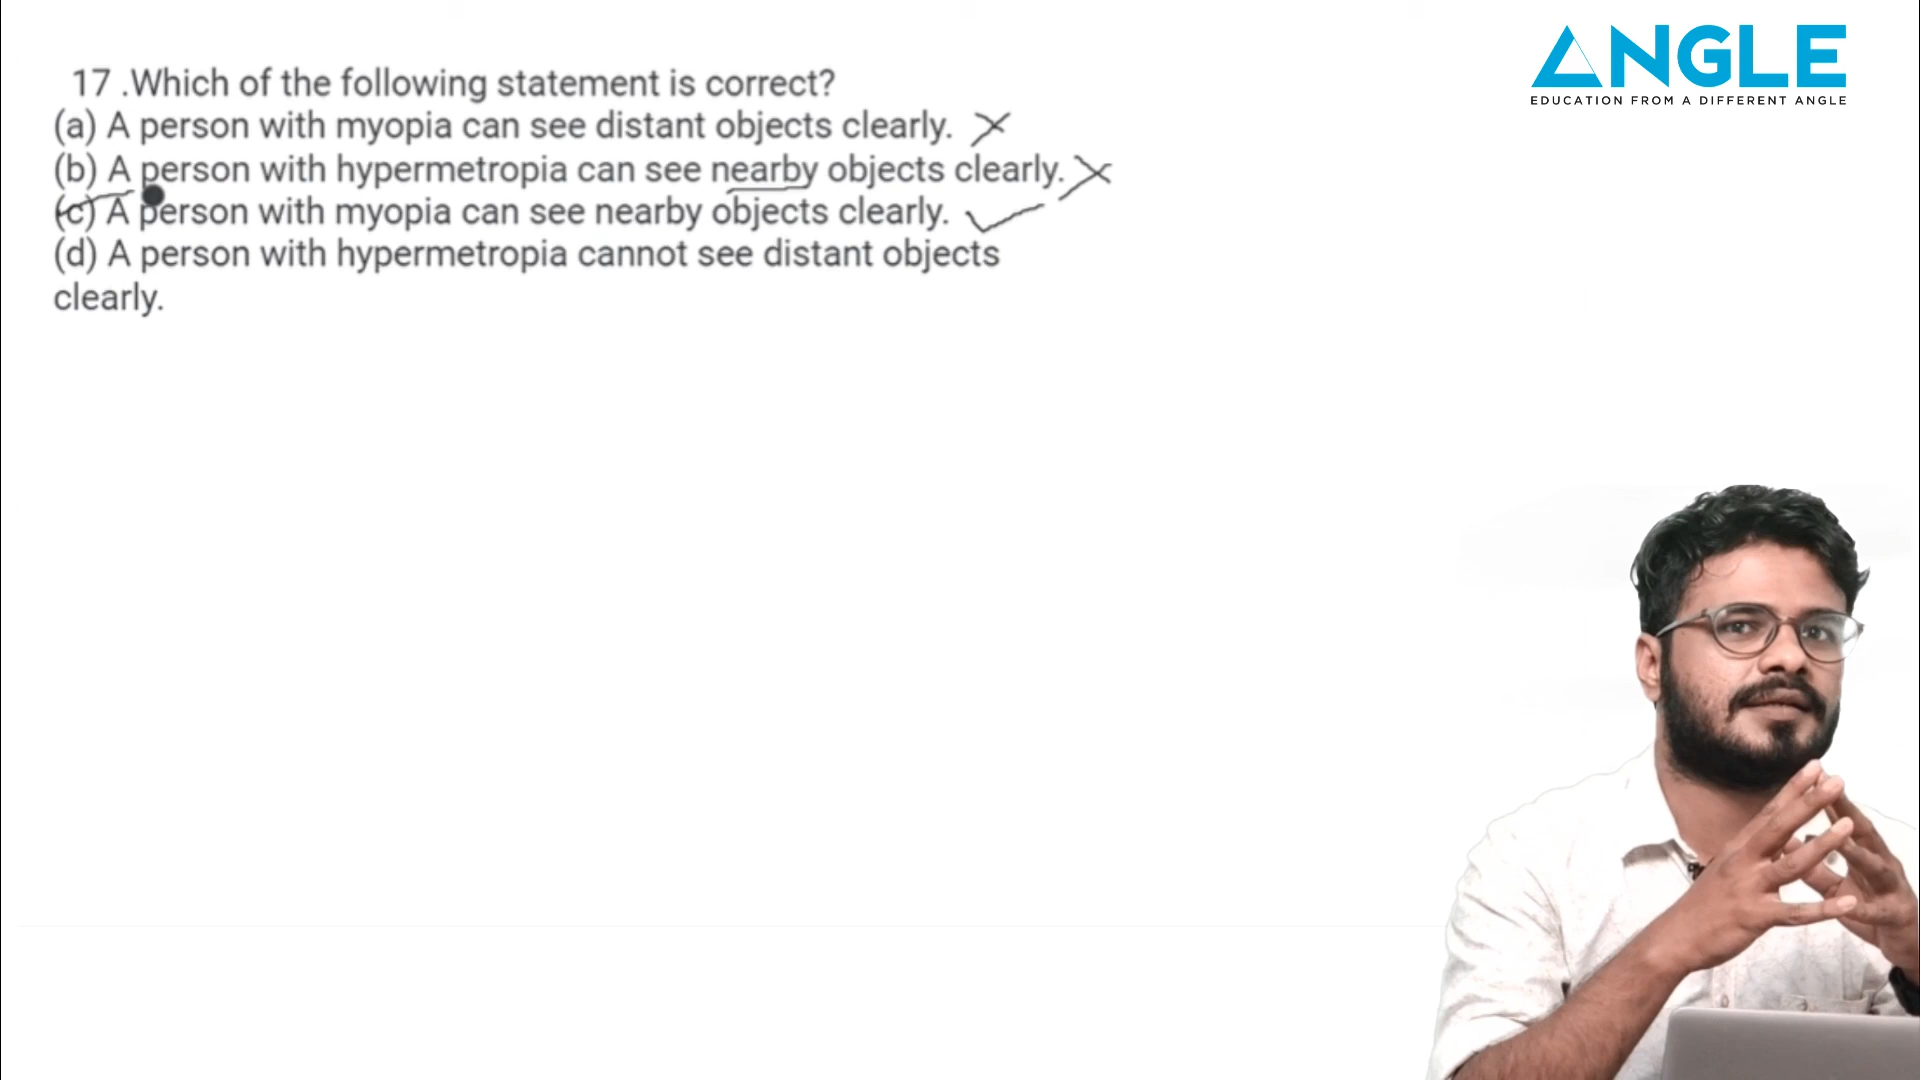 ANGLE
EDUCATION FROM A DIFFERENT ANGLE
17 .Which of the following statement is correct?
(a) A person with myopia can see distant objects clearly.
(b) A person with hypermetropia can see nearby objects clearly.
(c) A person with myopia can see nearby objects clearly.
(d) A person with hypermetropia cannot see distant objects
clearly.